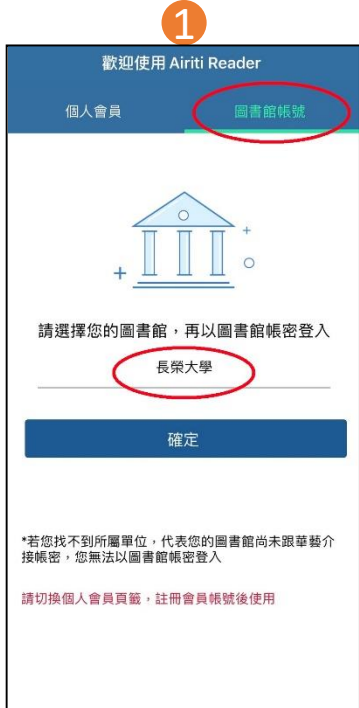 1
歡迎使用 Airiti Reader
個人會員
圖書館帳號
請選擇您的圖書館，再以圖書館帳密登入
長榮大學
確定
*若您找不到所屬單位，代表您的圖書館尚未跟華藝介
接帳密，您無法以圖書館帳密登入
請切換個人會員頁籤，註冊會員帳號後使用